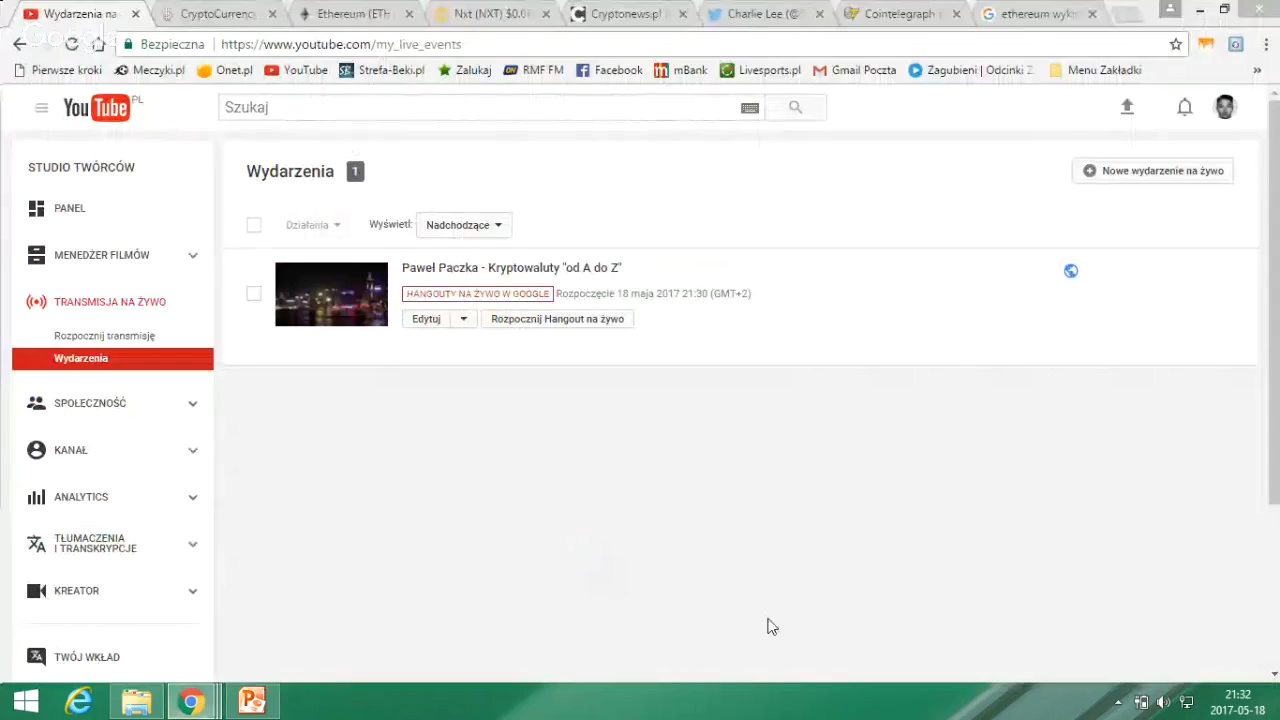 Wydarzenia na
CryptoCurrenc
Ethereum (ETH
Nxt (NXT) $0.0
Cryptonews.pl
Charlie Lee (@
Cointelegraph
ethereum wykr
Google
Bezpieczna
https://www.youtube.com/my_live_events
Pierwsze kroki
Meczyki.pl
Onet.pl
YouTube
Strefa-Beki.pl
Zalukaj
RMF FM
Facebook
mBank
Livesports.pl
Gmail Poczta
Zagubieni | Odcinki Z
Menu Zakładki
»
YouTube PL
Szukaj
STUDIO TWÓRCÓW
PANEL
MENEDŻER FILMÓW
TRANSMISJA NA ŻYWO
Rozpocznij transmisję
Wydarzenia
SPOŁECZNOŚĆ
KANAŁ
ANALYTICS
TŁUMACZENIA
I TRANSKRYPCJE
KREATOR
TWÓJ WKŁAD
Wydarzenia 1
Nowe wydarzenie na żywo
Działania
Wyświetl: Nadchodzące
Paweł Paczka - Kryptowaluty "od A do Z"
HANGOUTY NA ŻYWO W GOOGLE Rozpoczęcie 18 maja 2017 21:30 (GMT+2)
Edytuj
Rozpocznij Hangout na żywo
21:32
2017-05-18